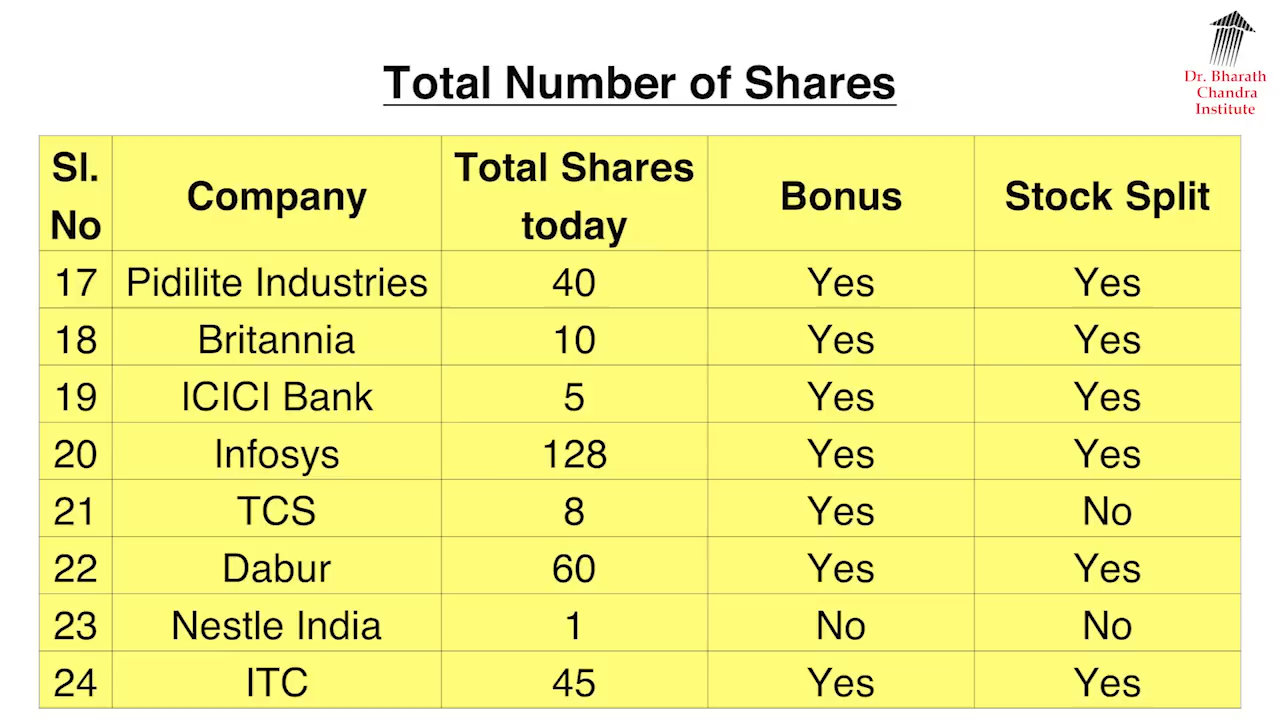 Total Number of Shares
Dr. Bharath
Chandra
Institute
Sl. No Company Total Shares today Bonus Stock Split
17 Pidilite Industries 40 Yes Yes
18 Britannia 10 Yes Yes
19 ICICI Bank 5 Yes Yes
20 Infosys 128 Yes Yes
21 TCS 8 Yes No
22 Dabur 60 Yes Yes
23 Nestle India 1 No No
24 ITC 45 Yes Yes